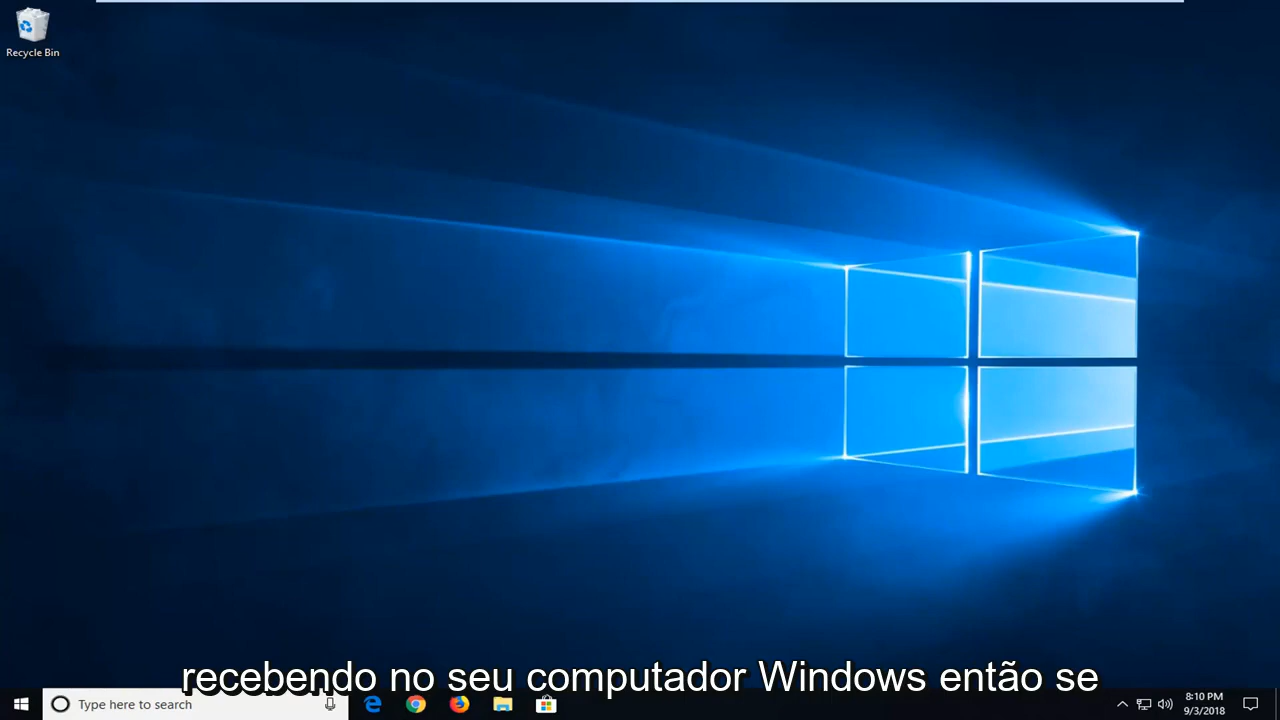 Recycle Bin
recebendo no seu computador Windows então se
Type here to search
8:10 PM
9/3/2018